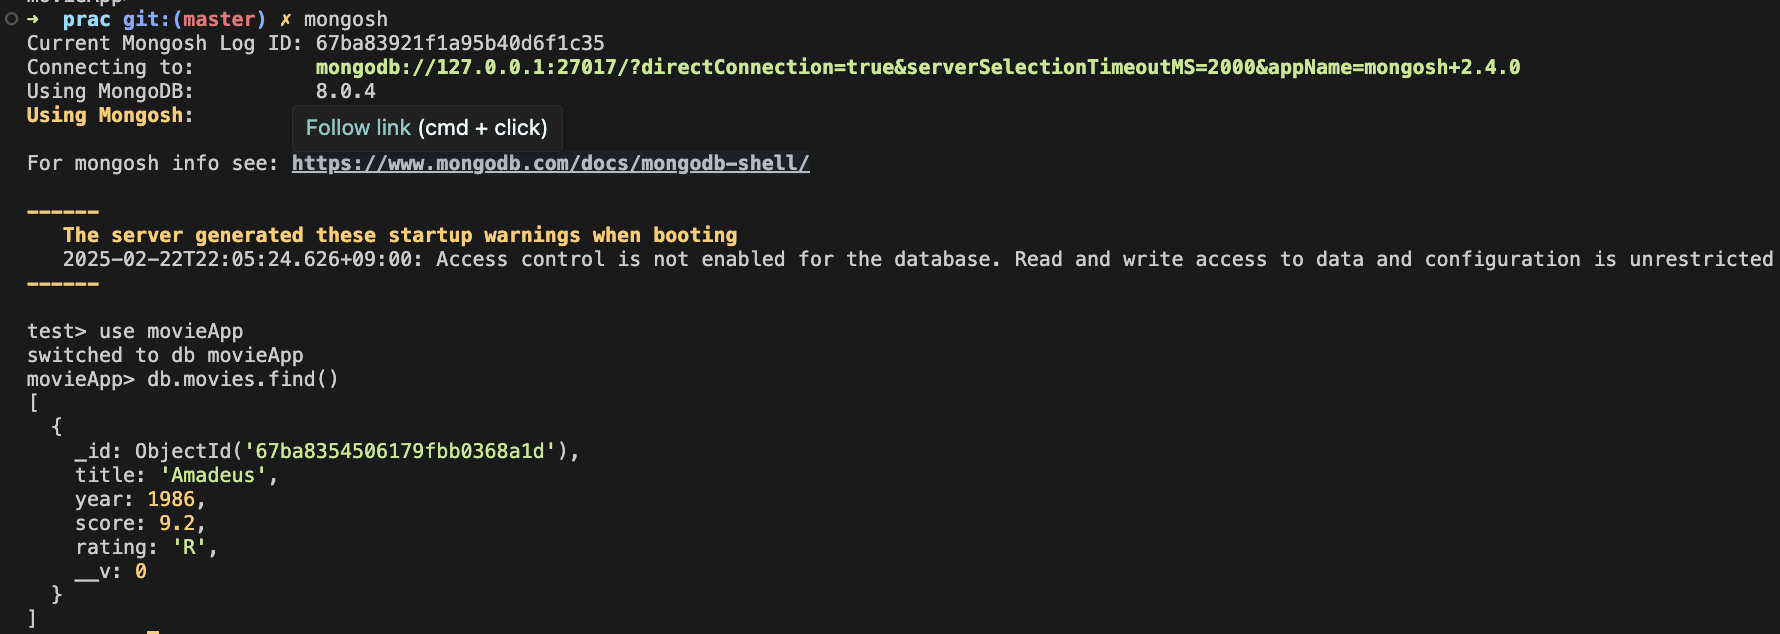 ➜  prac git:(master) ✗ mongosh
Current Mongosh Log ID: 67ba83921f1a95b40d6f1c35
Connecting to:          mongodb://127.0.0.1:27017/?directConnection=true&serverSelectionTimeoutMS=2000&appName=mongosh+2.4.0
Using MongoDB:          8.0.4
Using Mongosh:
Follow link (cmd + click)
For mongosh info see: https://www.mongodb.com/docs/mongodb-shell/
------
   The server generated these startup warnings when booting
   2025-02-22T22:05:24.626+09:00: Access control is not enabled for the database. Read and write access to data and configuration is unrestricted
------
test> use movieApp
switched to db movieApp
movieApp> db.movies.find()
[
  {
    _id: ObjectId('67ba8354506179fbb0368a1d'),
    title: 'Amadeus',
    year: 1986,
    score: 9.2,
    rating: 'R',
    __v: 0
  }
]